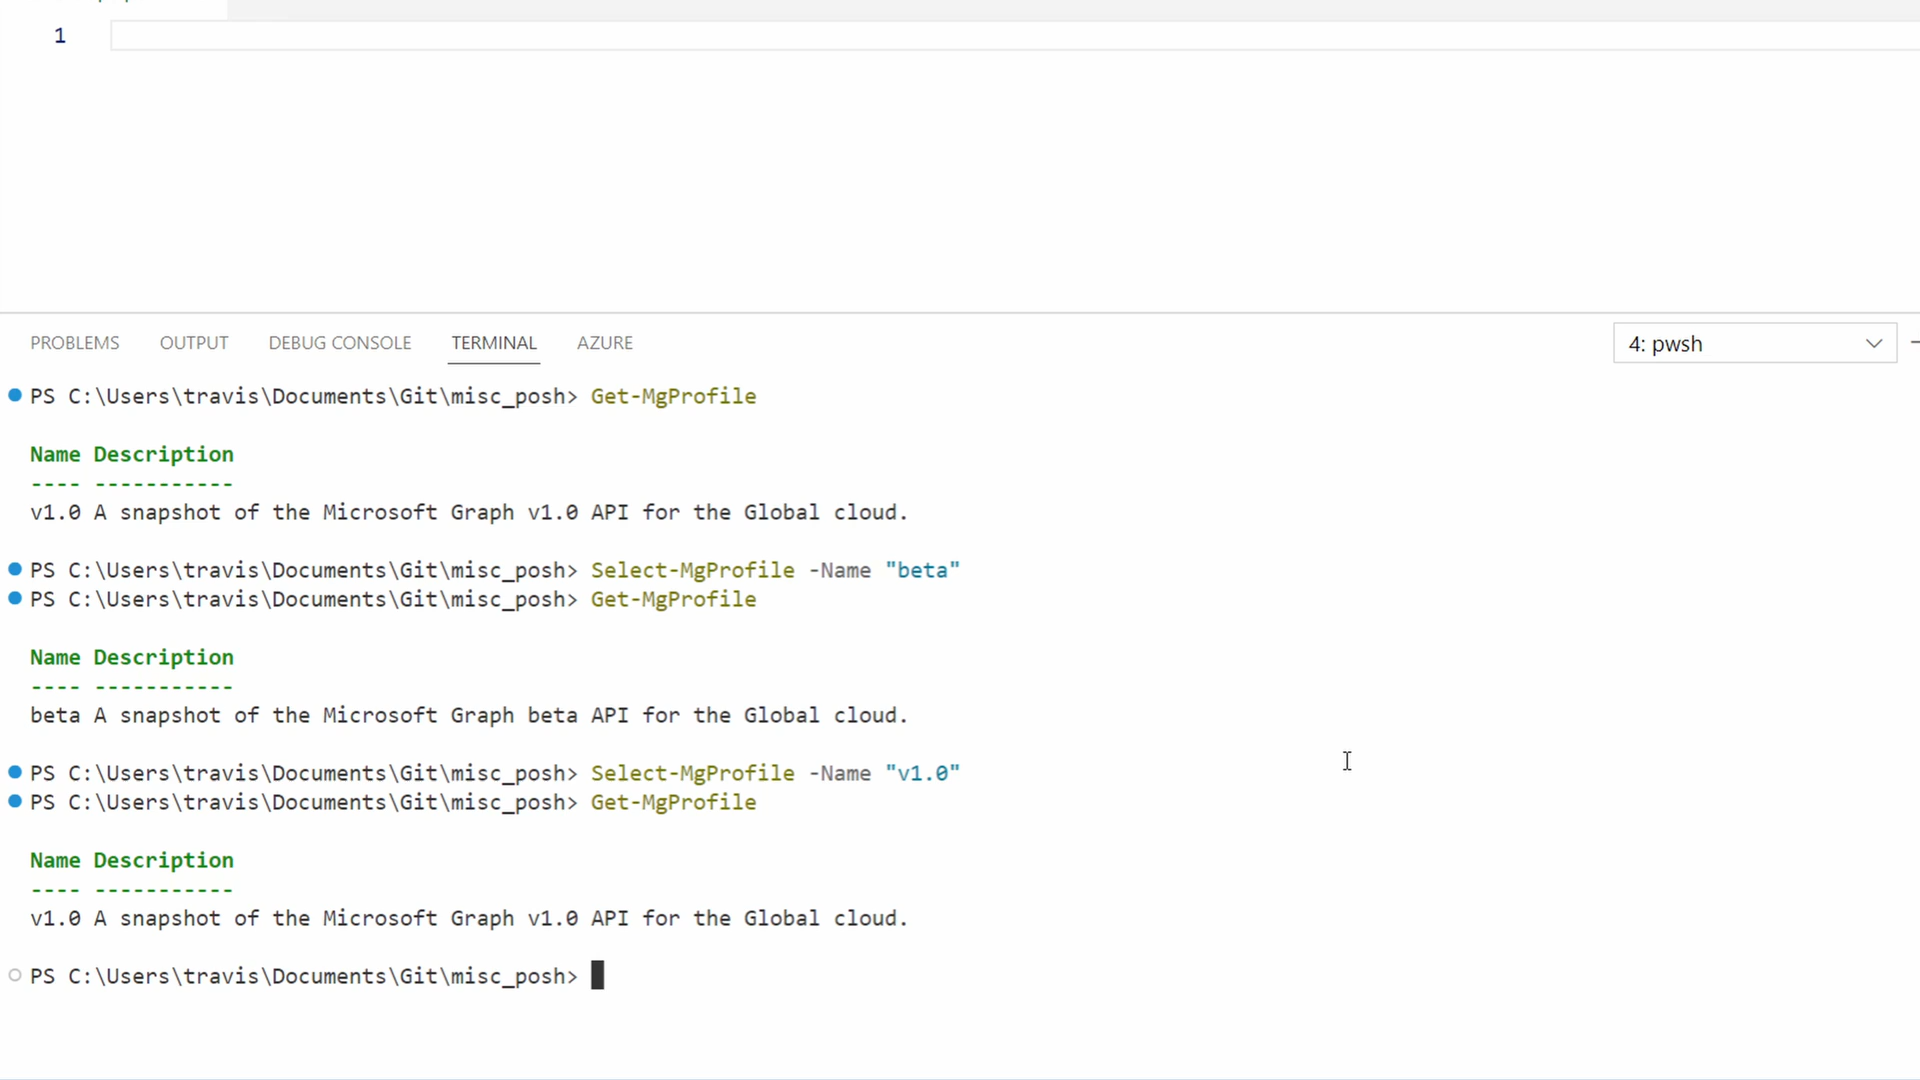 1
PROBLEMS OUTPUT DEBUG CONSOLE TERMINAL AZURE 4: pwsh
PS C:\Users\travis\Documents\Git\misc_posh> Get-MgProfile
Name Description
---- -----------
v1.0 A snapshot of the Microsoft Graph v1.0 API for the Global cloud.
PS C:\Users\travis\Documents\Git\misc_posh> Select-MgProfile -Name "beta"
PS C:\Users\travis\Documents\Git\misc_posh> Get-MgProfile
Name Description
---- -----------
beta A snapshot of the Microsoft Graph beta API for the Global cloud.
PS C:\Users\travis\Documents\Git\misc_posh> Select-MgProfile -Name "v1.0"
PS C:\Users\travis\Documents\Git\misc_posh> Get-MgProfile
Name Description
---- -----------
v1.0 A snapshot of the Microsoft Graph v1.0 API for the Global cloud.
PS C:\Users\travis\Documents\Git\misc_posh>